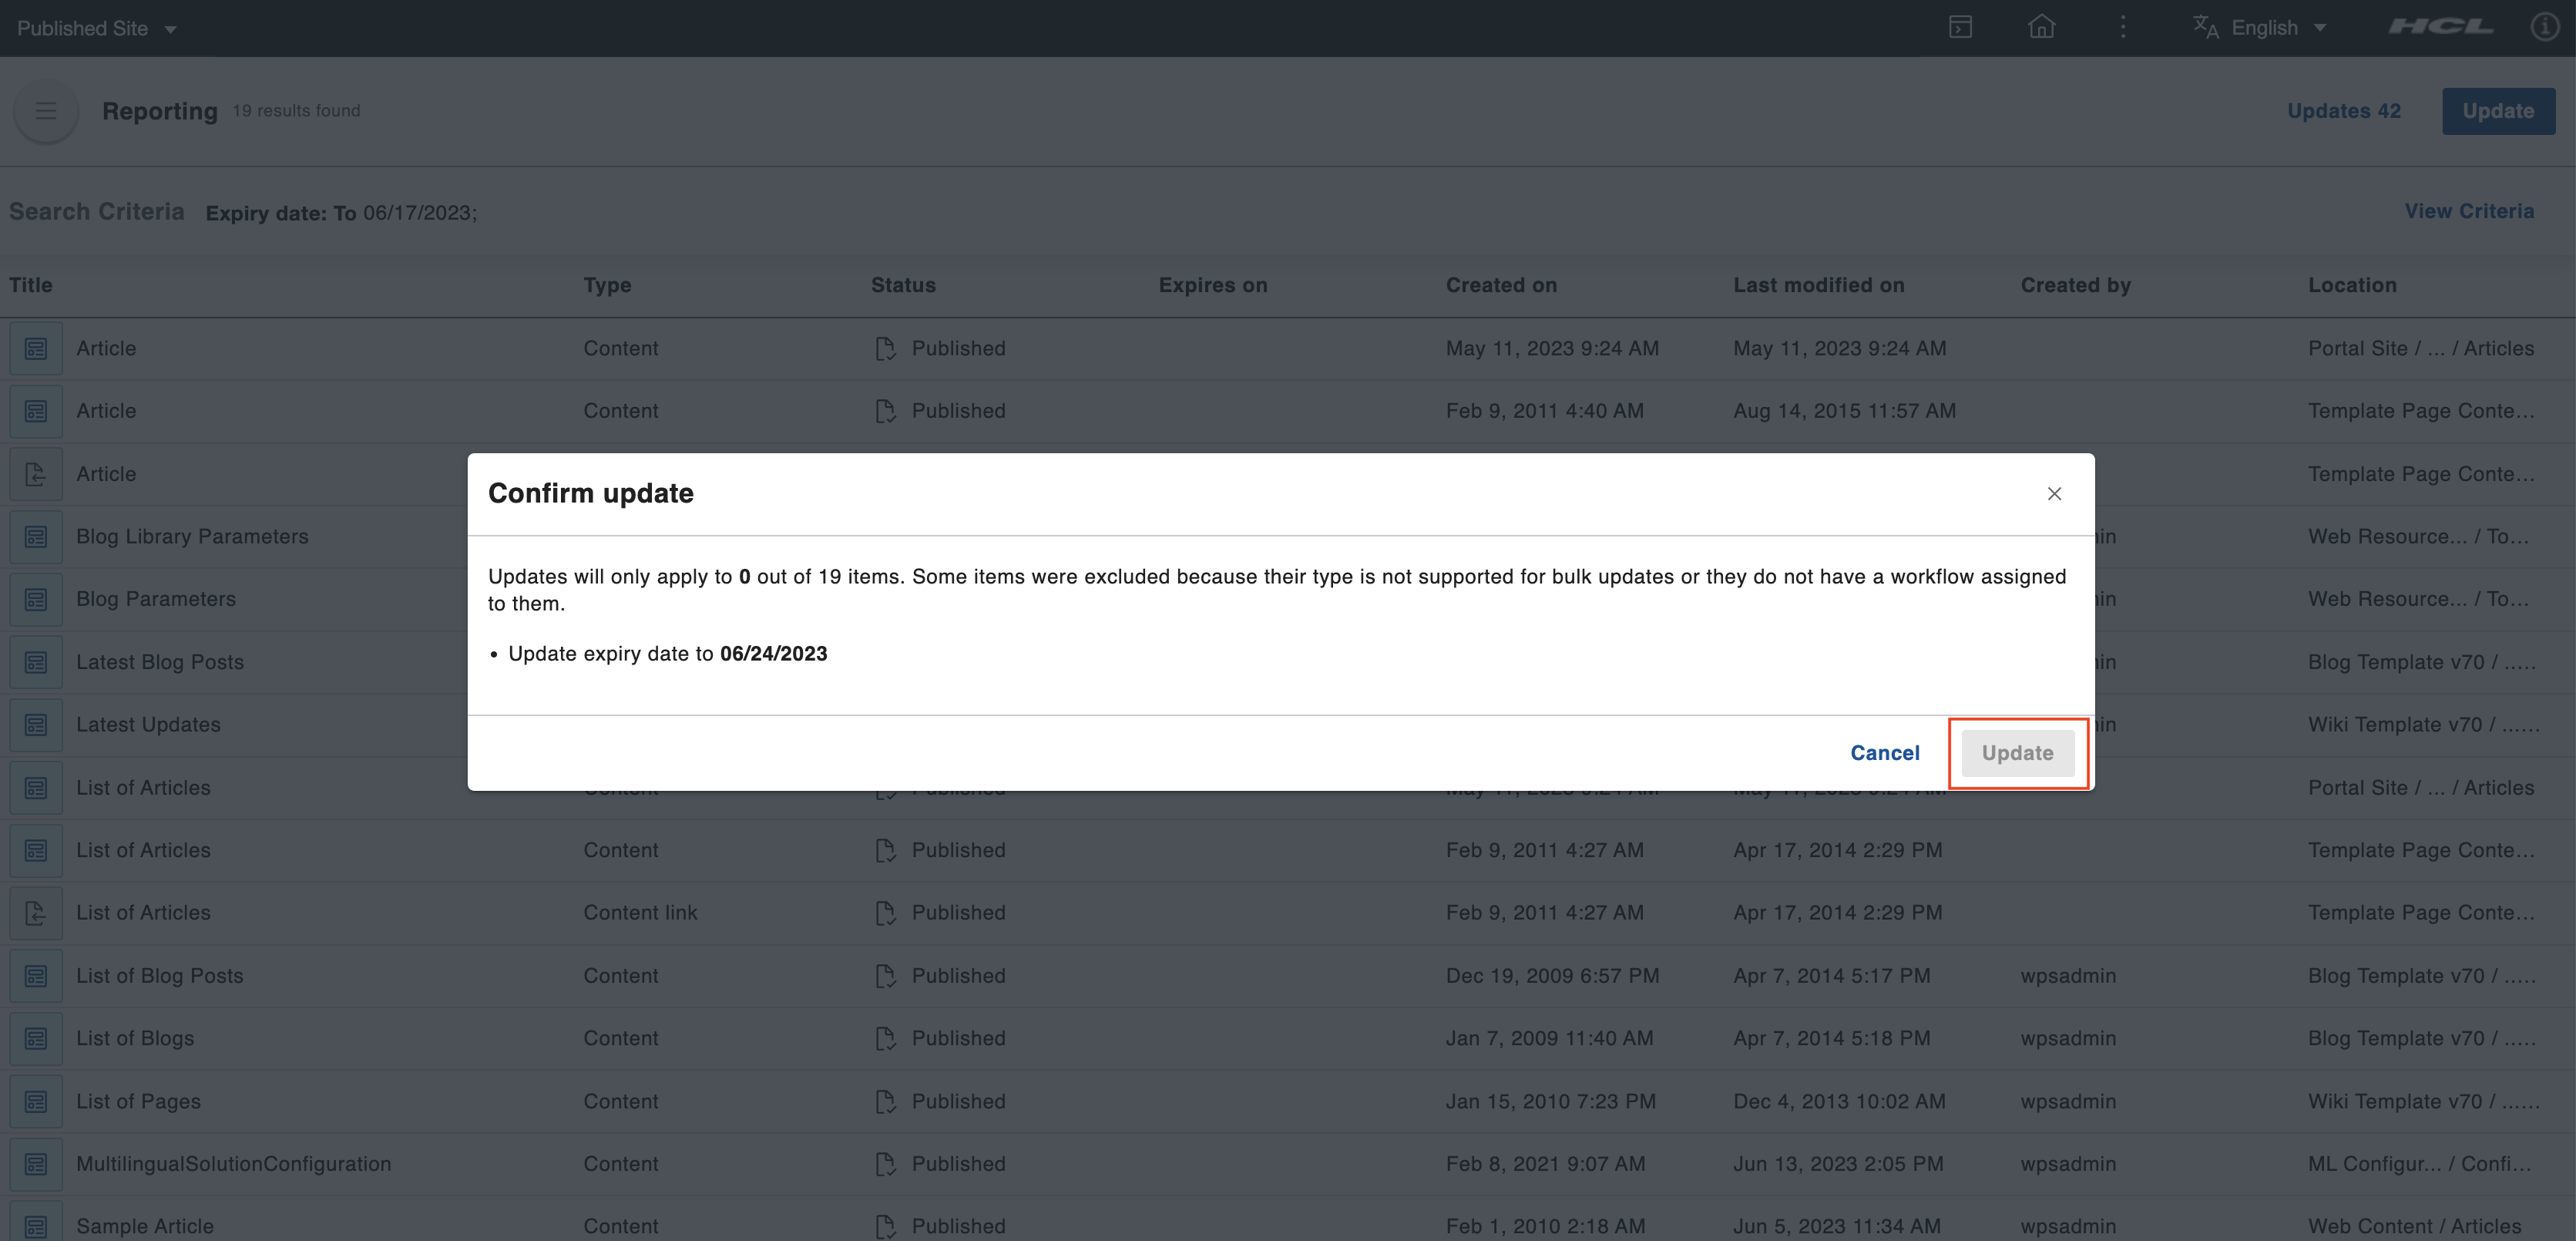 Published Site
English
HCL
Reporting 19 results found
Updates 42
Update
Search Criteria Expiry date: To 06/17/2023;
View Criteria
Title Type Status Expires on Created on Last modified on Created by Location
Article Content Published May 11, 2023 9:24 AM May 11, 2023 9:24 AM Portal Site / ... / Articles
Article Content Published Feb 9, 2011 4:40 AM Aug 14, 2015 11:57 AM Template Page Conte...
Article Template Page Conte...
Blog Library Parameters Web Resource... / To...
Blog Parameters Web Resource... / To...
Latest Blog Posts Blog Template v70 / .....
Latest Updates Wiki Template v70 / ......
List of Articles Portal Site / ... / Articles
List of Articles Content Published Feb 9, 2011 4:27 AM Apr 17, 2014 2:29 PM Template Page Conte...
List of Articles Content link Published Feb 9, 2011 4:27 AM Apr 17, 2014 2:29 PM Template Page Conte...
List of Blog Posts Content Published Dec 19, 2009 6:57 PM Apr 7, 2014 5:17 PM wpsadmin Blog Template v70 / .....
List of Blogs Content Published Jan 7, 2009 11:40 AM Apr 7, 2014 5:18 PM wpsadmin Blog Template v70 / .....
List of Pages Content Published Jan 15, 2010 7:23 PM Dec 4, 2013 10:02 AM wpsadmin Wiki Template v70 / ......
MultilingualSolutionConfiguration Content Published Feb 8, 2021 9:07 AM Jun 13, 2023 2:05 PM wpsadmin ML Configur... / Confi...
Sample Article Content Published Feb 1, 2010 2:18 AM Jun 5, 2023 11:34 AM wpsadmin Web Content / Articles
Confirm update
Updates will only apply to 0 out of 19 items. Some items were excluded because their type is not supported for bulk updates or they do not have a workflow assigned
to them.
• Update expiry date to 06/24/2023
Cancel
Update